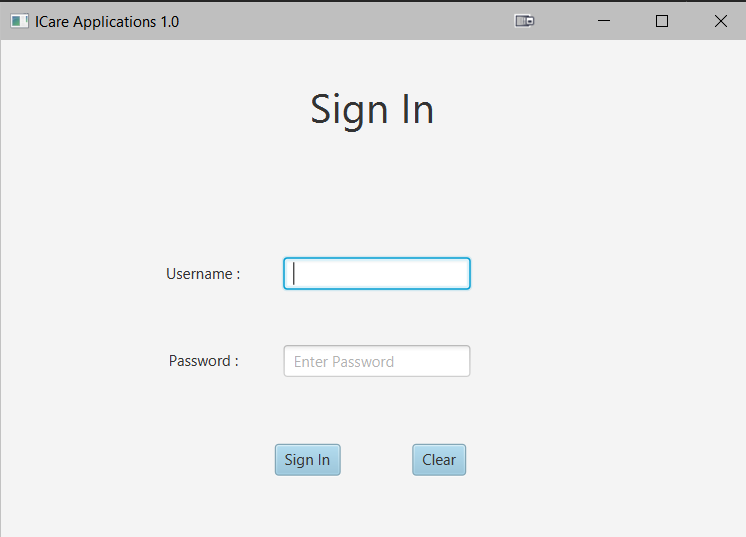 ICare Applications 1.0
Sign In
Username :
Password : Enter Password
Sign In Clear